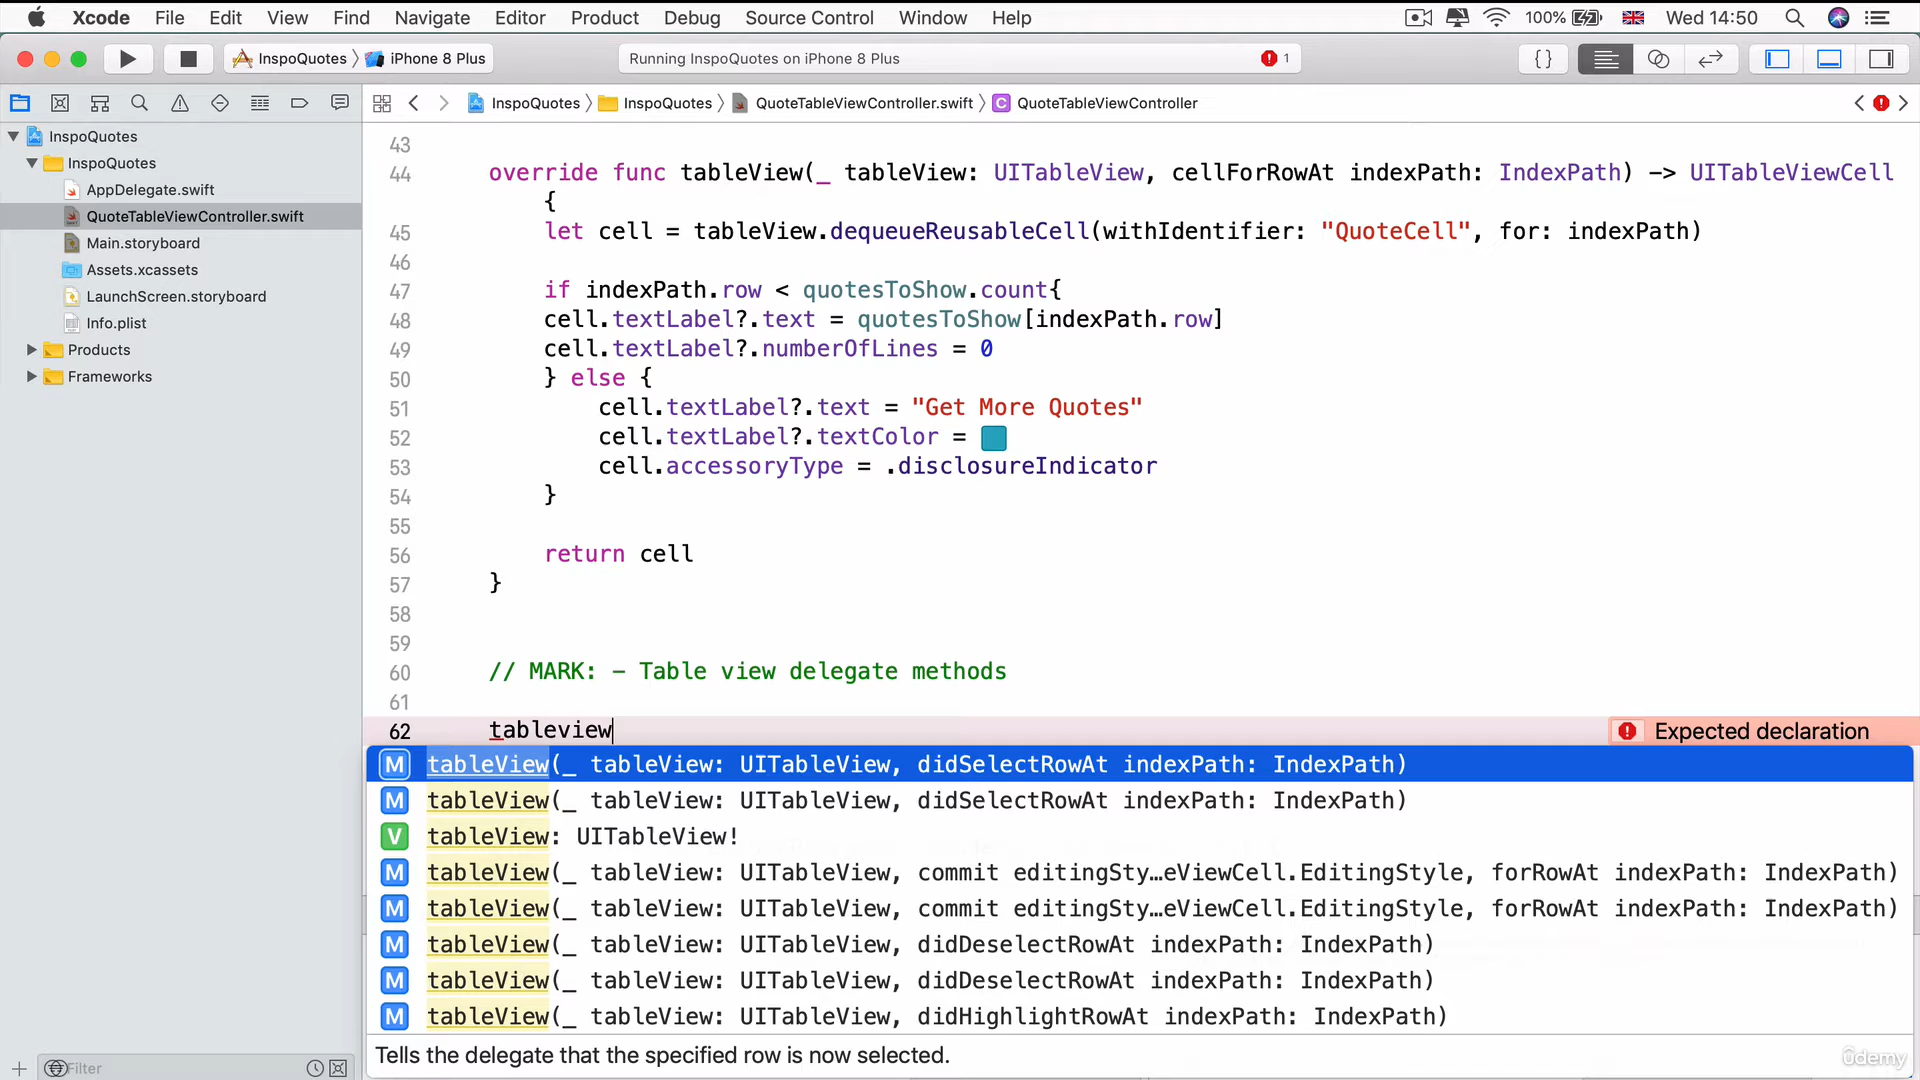 Xcode File Edit View Find Navigate Editor Product Debug Source Control Window Help 100% Wed 14:50
InspoQuotes iPhone 8 Plus Running InspoQuotes on iPhone 8 Plus 1
InspoQuotes InspoQuotes QuoteTableViewController.swift QuoteTableViewController
InspoQuotes
InspoQuotes
AppDelegate.swift
QuoteTableViewController.swift
Main.storyboard
Assets.xcassets
LaunchScreen.storyboard
Info.plist
Products
Frameworks
Filter
43
44 override func tableView(_ tableView: UITableView, cellForRowAt indexPath: IndexPath) -> UITableViewCell
{
45 let cell = tableView.dequeueReusableCell(withIdentifier: "QuoteCell", for: indexPath)
46
47 if indexPath.row < quotesToShow.count{
48 cell.textLabel?.text = quotesToShow[indexPath.row]
49 cell.textLabel?.numberOfLines = 0
50 } else {
51 cell.textLabel?.text = "Get More Quotes"
52 cell.textLabel?.textColor =
53 cell.accessoryType = .disclosureIndicator
54 }
55
56 return cell
57 }
58
59
60 // MARK: - Table view delegate methods
61
62 tableview Expected declaration
M tableView(_ tableView: UITableView, didSelectRowAt indexPath: IndexPath)
M tableView(_ tableView: UITableView, didSelectRowAt indexPath: IndexPath)
V tableView: UITableView!
M tableView(_ tableView: UITableView, commit editingSty…eViewCell.EditingStyle, forRowAt indexPath: IndexPath)
M tableView(_ tableView: UITableView, commit editingSty…eViewCell.EditingStyle, forRowAt indexPath: IndexPath)
M tableView(_ tableView: UITableView, didDeselectRowAt indexPath: IndexPath)
M tableView(_ tableView: UITableView, didDeselectRowAt indexPath: IndexPath)
M tableView(_ tableView: UITableView, didHighlightRowAt indexPath: IndexPath)
Tells the delegate that the specified row is now selected.
ûdemy